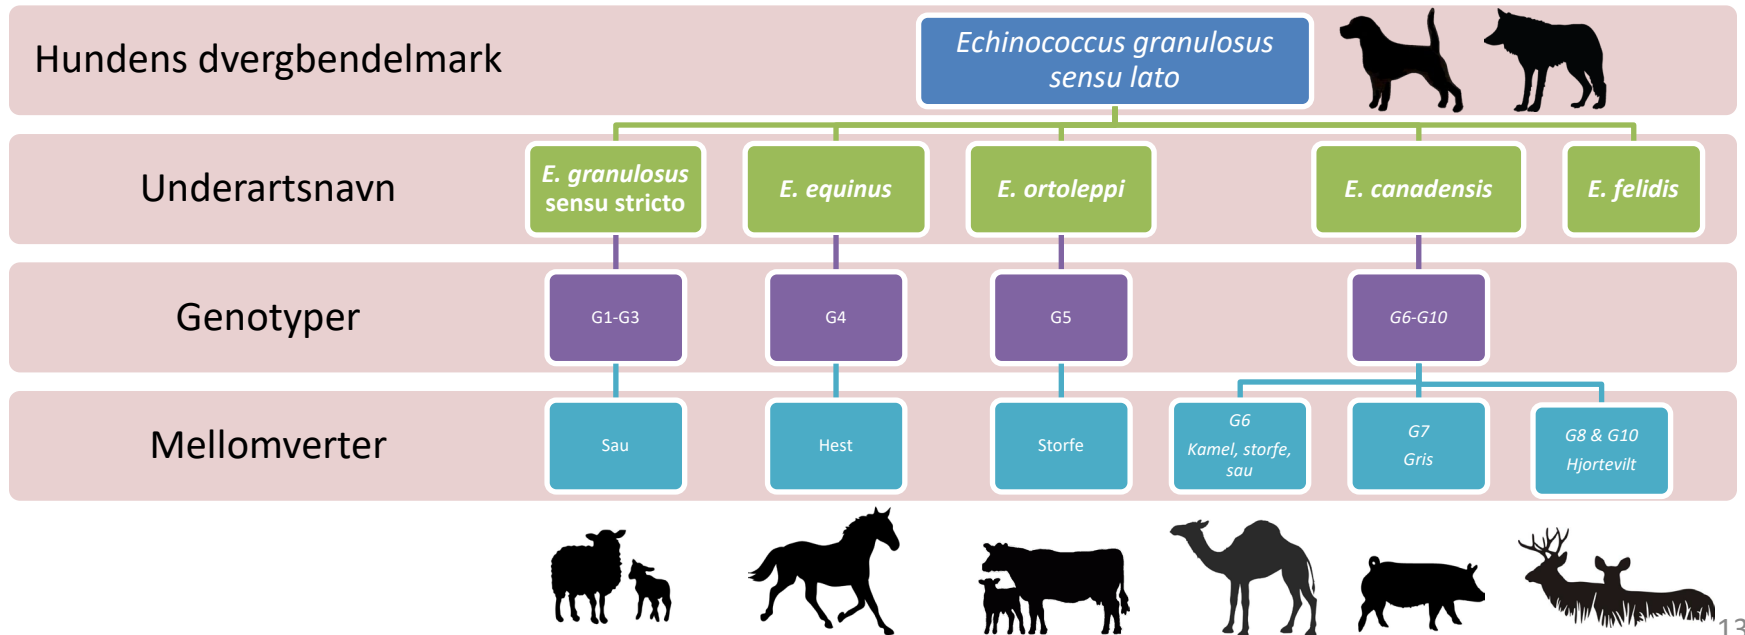 Hundens dvergbendelmark
Echinococcus granulosus
sensu lato
Underartsnavn
E. granulosus
sensu stricto
E. equinus
E. ortoleppi
E. canadensis
E. felidis
Genotyper
G1-G3
G4
G5
G6-G10
Mellomverter
Sau
Hest
Storfe
G6
Kamel, storfe,
sau
G7
Gris
G8 & G10
Hjortevilt
13